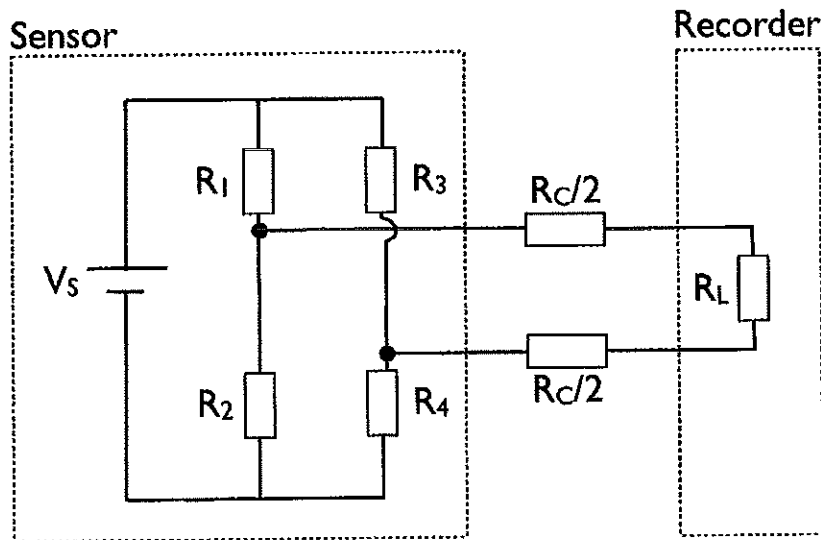 Sensor
Recorder
R1
R3
RC/2
VS
RL
R2
R4
RC/2